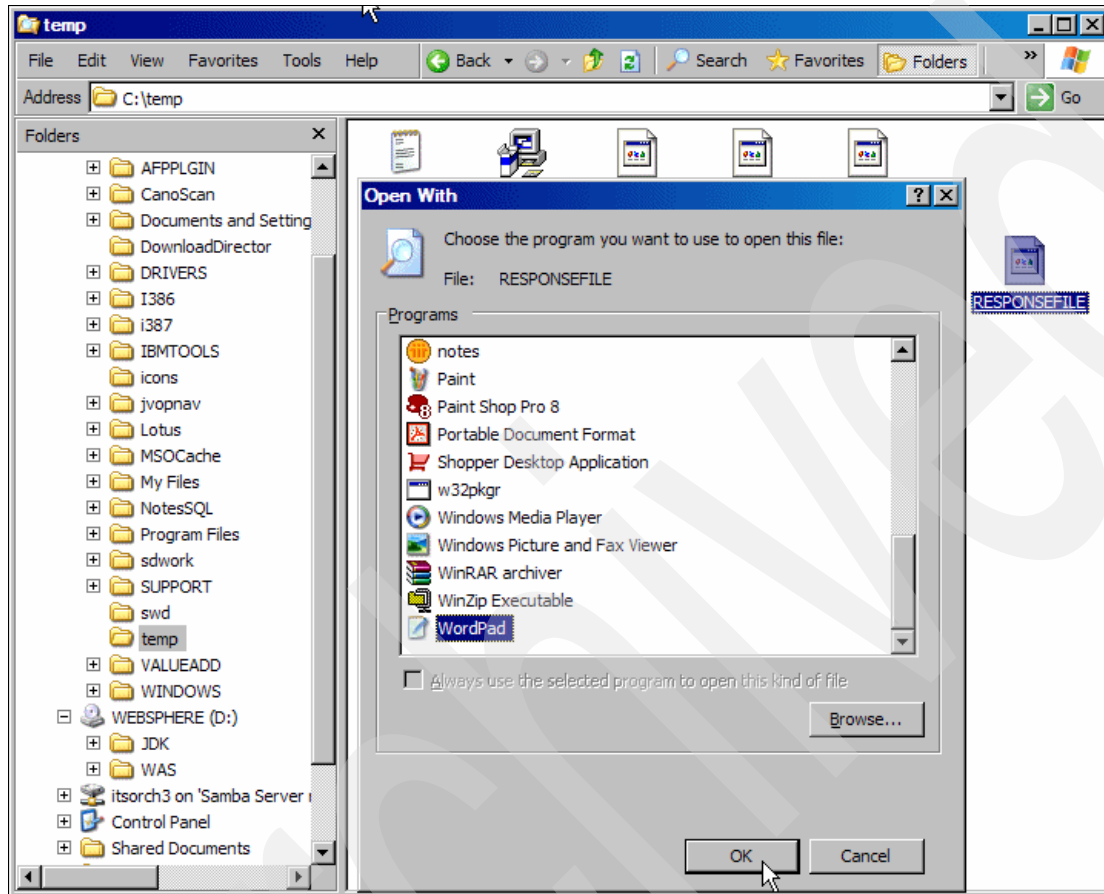 temp
File Edit View Favorites Tools Help Back Search Favorites Folders »
Address C:\temp Go
Folders
AFPPLGIN
CanoScan
Documents and Setting
DownloadDirector
DRIVERS
I386
i387
IBMTOOLS
icons
jvopnav
Lotus
MSOCache
My Files
NotesSQL
Program Files
sdwork
SUPPORT
swd
temp
VALUEADD
WINDOWS
WEBSPHERE (D:)
JDK
WAS
itsorch3 on 'Samba Server
Control Panel
Shared Documents
Open With
Choose the program you want to use to open this file:
File: RESPONSEFILE
Programs
notes
Paint
Paint Shop Pro 8
Portable Document Format
Shopper Desktop Application
w32pkgr
Windows Media Player
Windows Picture and Fax Viewer
WinRAR archiver
WinZip Executable
WordPad
Always use the selected program to open this kind of file
Browse...
OK Cancel
RESPONSEFILE